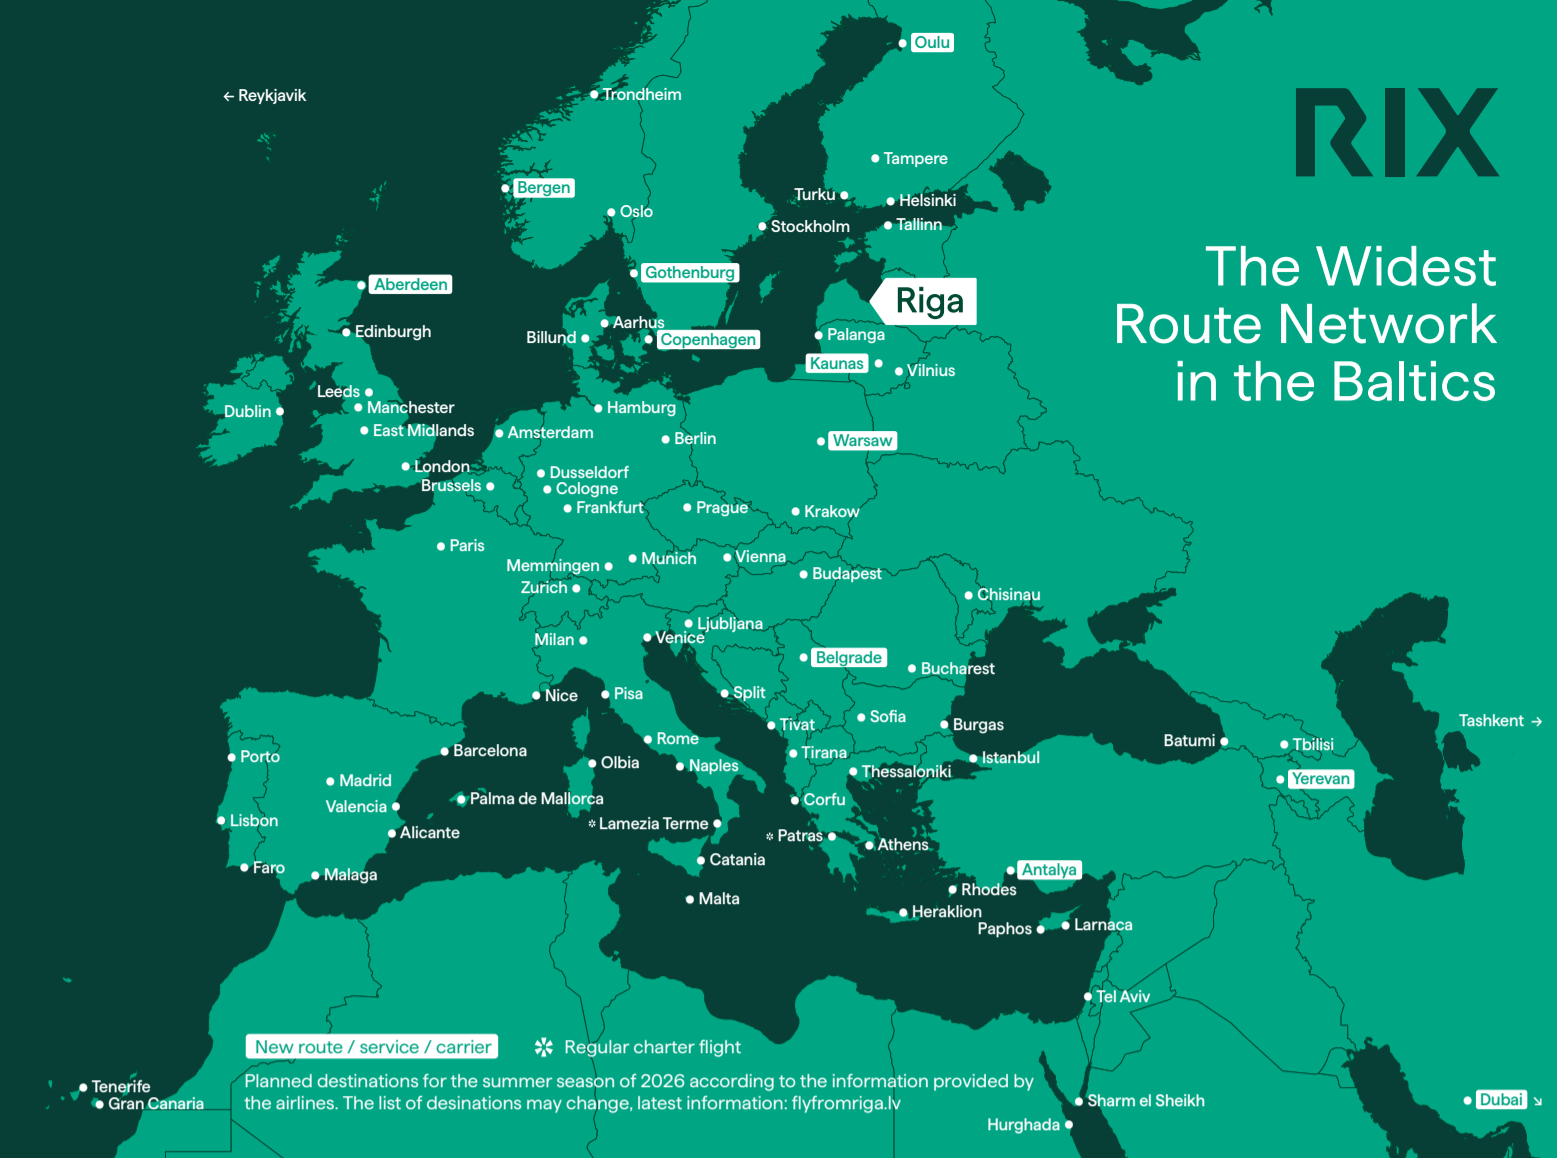 Oulu
← Reykjavik
Trondheim
RIX
Tampere
Bergen
Turku
Helsinki
Oslo
Stockholm
Tallinn
The Widest
Route Network
in the Baltics
Gothenburg
Aberdeen
Riga
Aarhus
Edinburgh
Billund
Copenhagen
Palanga
Kaunas
Vilnius
Leeds
Manchester
Hamburg
Dublin
East Midlands
Amsterdam
Berlin
Warsaw
London
Dusseldorf
Brussels
Cologne
Frankfurt
Prague
Krakow
Paris
Munich
Vienna
Memmingen
Budapest
Zurich
Chisinau
Ljubljana
Milan
Venice
Belgrade
Bucharest
Nice
Pisa
Split
Sofia
Tashkent →
Tivat
Burgas
Rome
Batumi
Tbilisi
Barcelona
Tirana
Porto
Istanbul
Olbia
Naples
Thessaloniki
Yerevan
Madrid
Palma de Mallorca
Corfu
Valencia
Lisbon
Lamezia Terme
Alicante
Patras
Athens
Catania
Faro
Malaga
Antalya
Rhodes
Malta
Heraklion
Larnaca
Paphos
Tel Aviv
New route / service / carrier
Regular charter flight
Planned destinations for the summer season of 2026 according to the information provided by
the airlines. The list of desinations may change, latest information: flyfromriga.lv
Tenerife
Gran Canaria
Sharm el Sheikh
Dubai ↘
Hurghada